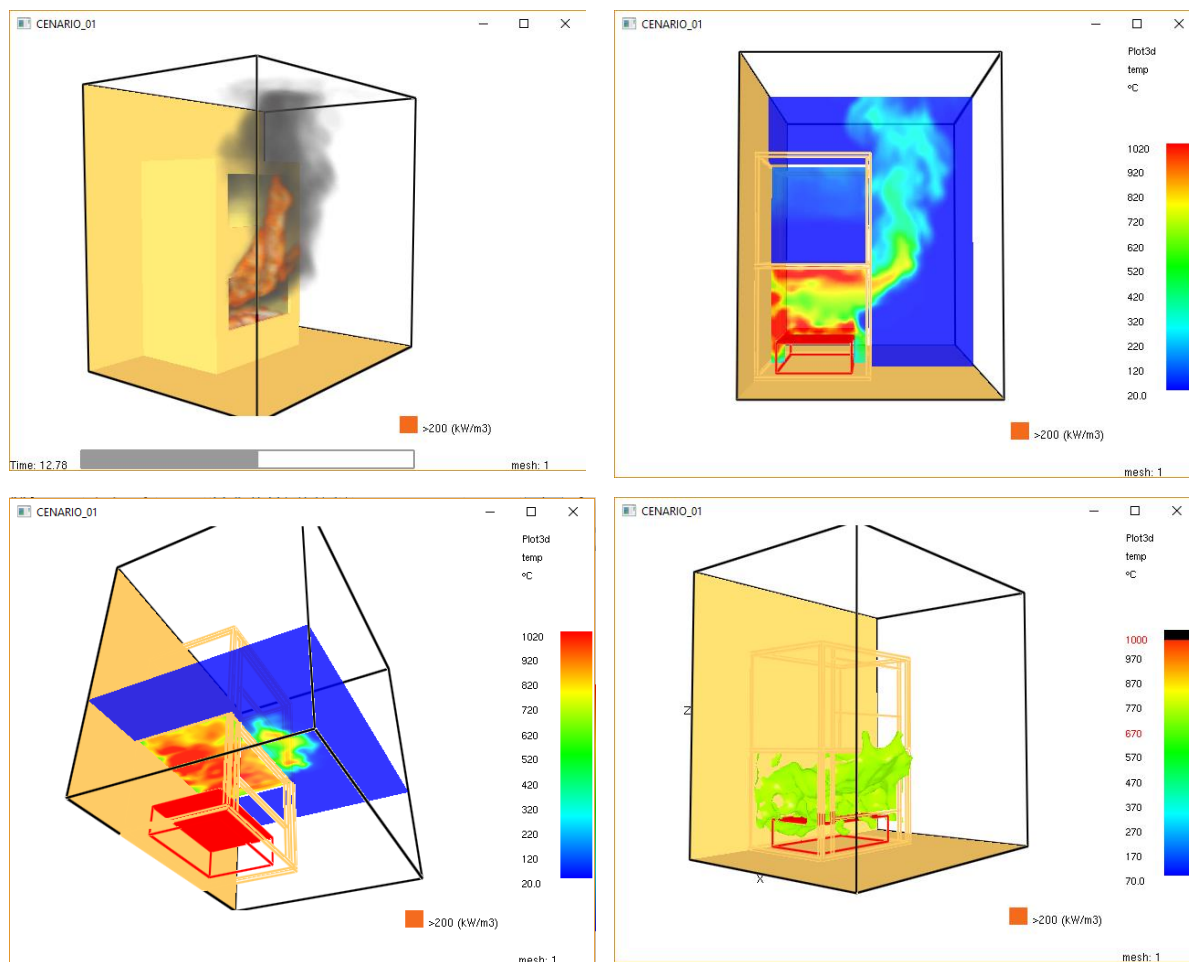 CENARIO_01
>200 (kW/m3)
Time: 12.78
mesh: 1
CENARIO_01
Plot3d
temp
ºC
1020
920
820
720
620
520
420
320
220
120
20.0
>200 (kW/m3)
mesh: 1
CENARIO_01
Plot3d
temp
ºC
1020
920
820
720
620
520
420
320
220
120
20.0
>200 (kW/m3)
mesh: 1
CENARIO_01
Plot3d
temp
ºC
1000
970
870
770
670
570
470
370
270
170
70.0
Z
X
>200 (kW/m3)
mesh: 1